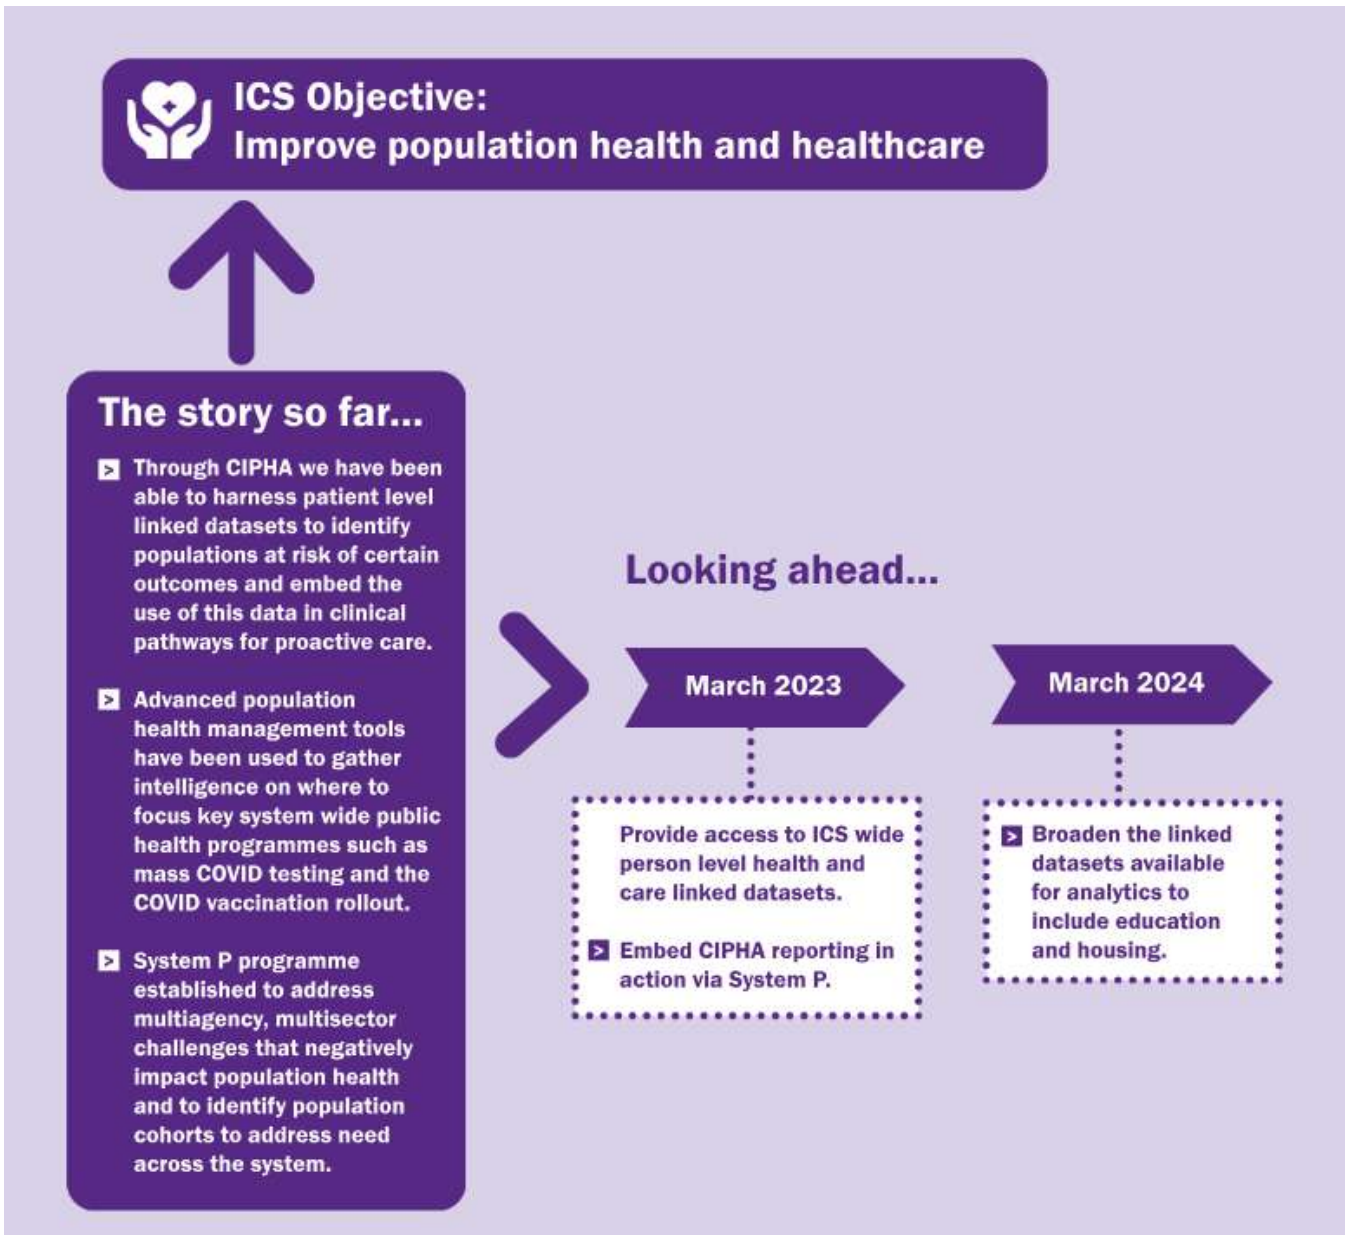 ICS Objective:
Improve population health and healthcare
The story so far...
Through CIPHA we have been
able to harness patient level
linked datasets to identify
populations at risk of certain
outcomes and embed the
use of this data in clinical
pathways for proactive care.
Advanced population
health management tools
have been used to gather
intelligence on where to
focus key system wide public
health programmes such as
mass COVID testing and the
COVID vaccination rollout.
System P programme
established to address
multiagency, multisector
challenges that negatively
impact population health
and to identify population
cohorts to address need
across the system.
Looking ahead...
March 2023
Provide access to ICS wide
person level health and
care linked datasets.
Embed CIPHA reporting in
action via System P.
March 2024
Broaden the linked
datasets available
for analytics to
include education
and housing.